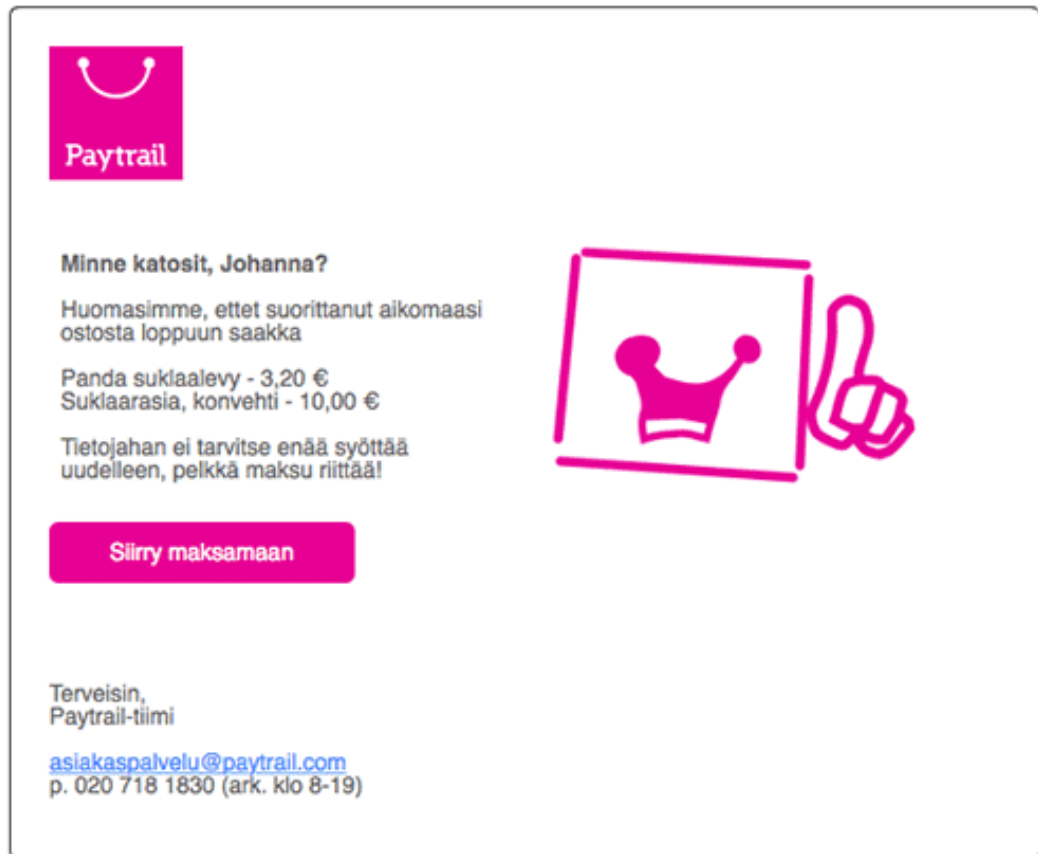 Paytrail
Minne katosit, Johanna?
Huomasimme, ettet suorittanut aikomaasi
ostosta loppuun saakka
Panda suklaalevy - 3,20 €
Suklaarasia, konvehti - 10,00 €
Tietojahan ei tarvitse enää syöttää
uudelleen, pelkkä maksu riittää!
Siirry maksamaan
Terveisin,
Paytrail-tiimi
asiakaspalvelu@paytrail.com
p. 020 718 1830 (ark. klo 8-19)